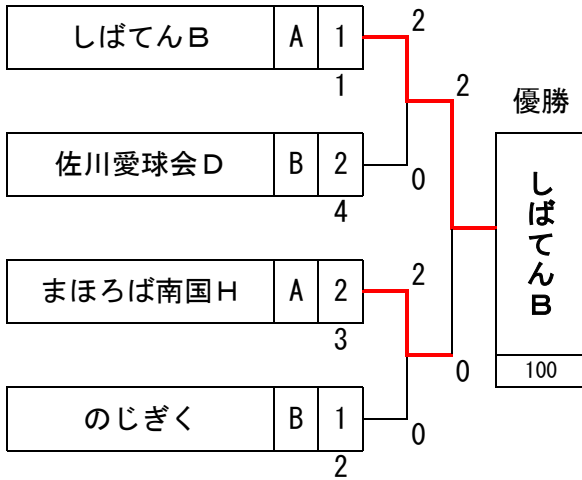 しばてんB A 1 2
1
2
優勝
佐川愛球会D B 2 0
4
しばてんB
まほろば南国H A 2 2
3
0
100
のじぎく B 1 0
2